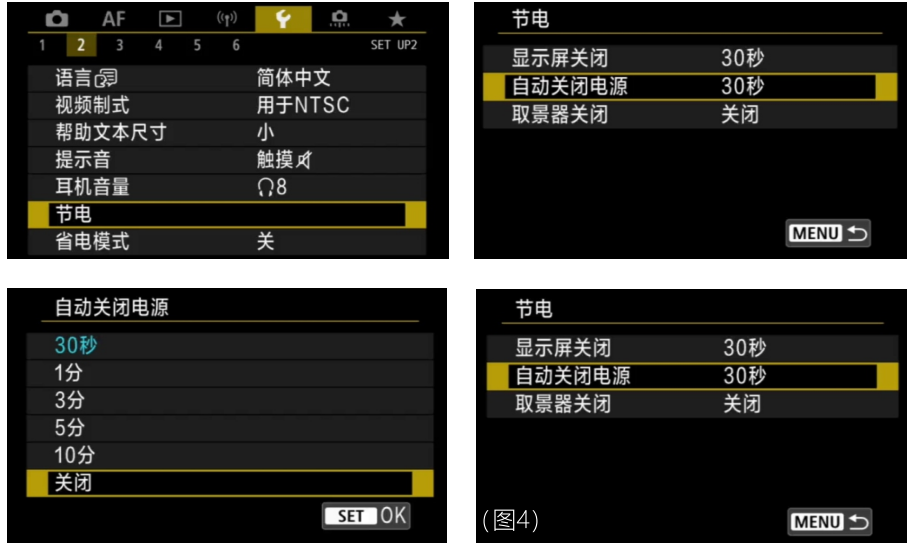 AF
1 2 3 4 5 6 SET UP2
语言 简体中文
视频制式 用于NTSC
帮助文本尺寸 小
提示音 触摸
耳机音量 8
节电
省电模式 关
节电
显示屏关闭 30秒
自动关闭电源 30秒
取景器关闭 关闭
MENU
自动关闭电源
30秒
1分
3分
5分
10分
关闭
SET OK
节电
显示屏关闭 30秒
自动关闭电源 30秒
取景器关闭 关闭
(图4)
MENU